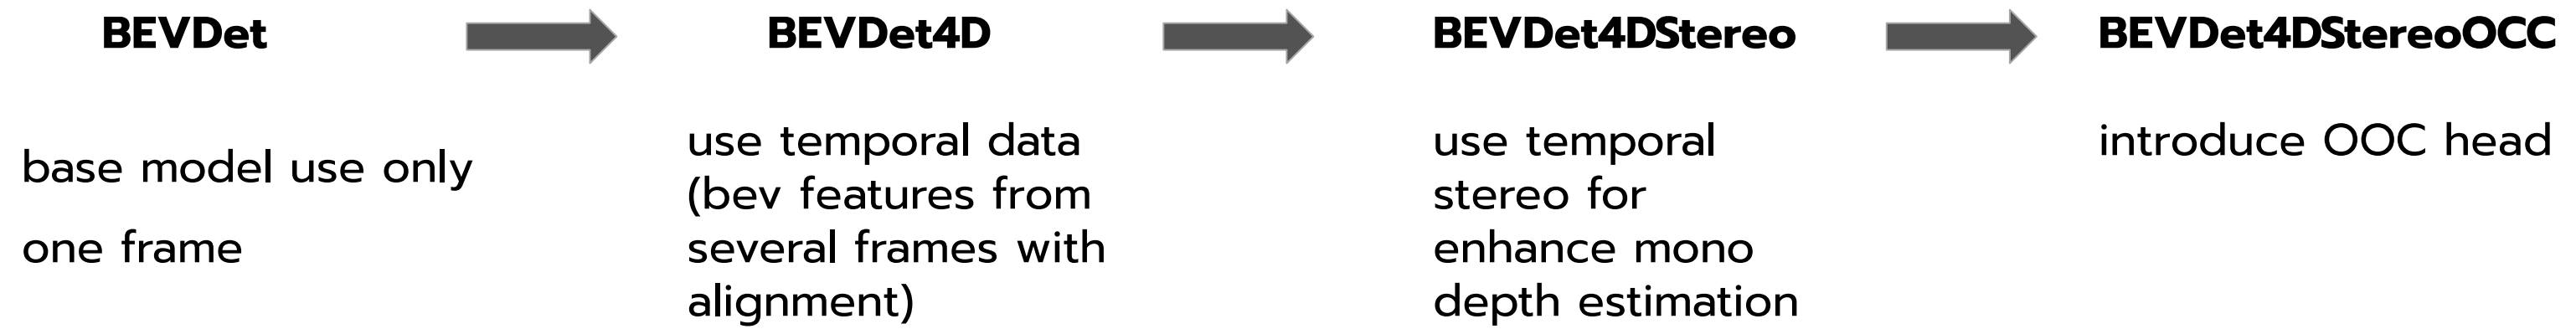 BEVDet
BEVDet4D
BEVDet4DStereo
BEVDet4DStereoOCC
base model use only
one frame
use temporal data
(bev features from
several frames with
alignment)
use temporal
stereo for
enhance mono
depth estimation
introduce OOC head